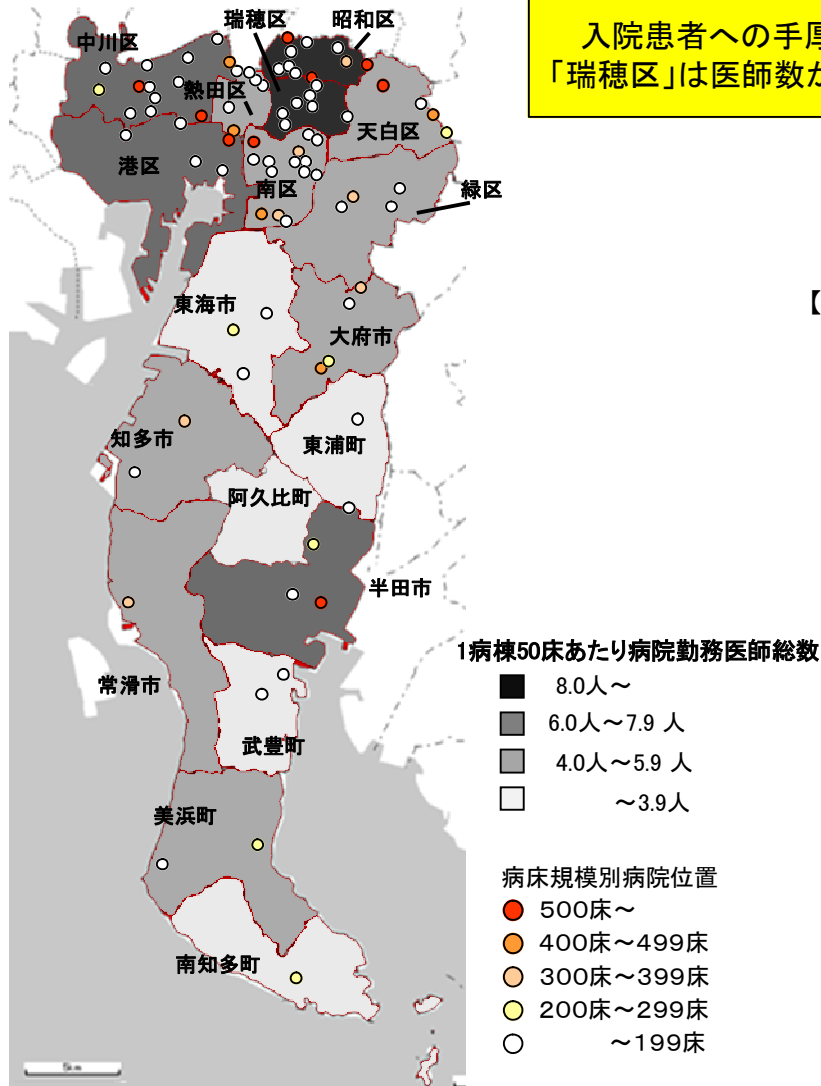 入院患者への手厚
「瑞穂区」は医師数が
瑞穂区
昭和区
中川区
熱田区
天白区
港区
南区
緑区
【
東海市
大府市
知多市
東浦町
阿久比町
半田市
常滑市
武豊町
美浜町
南知多町
1病棟50床あたり病院勤務医師総数
8.0人～
6.0人～7.9 人
4.0人～5.9 人
～3.9人
病床規模別病院位置
500床～
400床～499床
300床～399床
200床～299床
～199床
5km